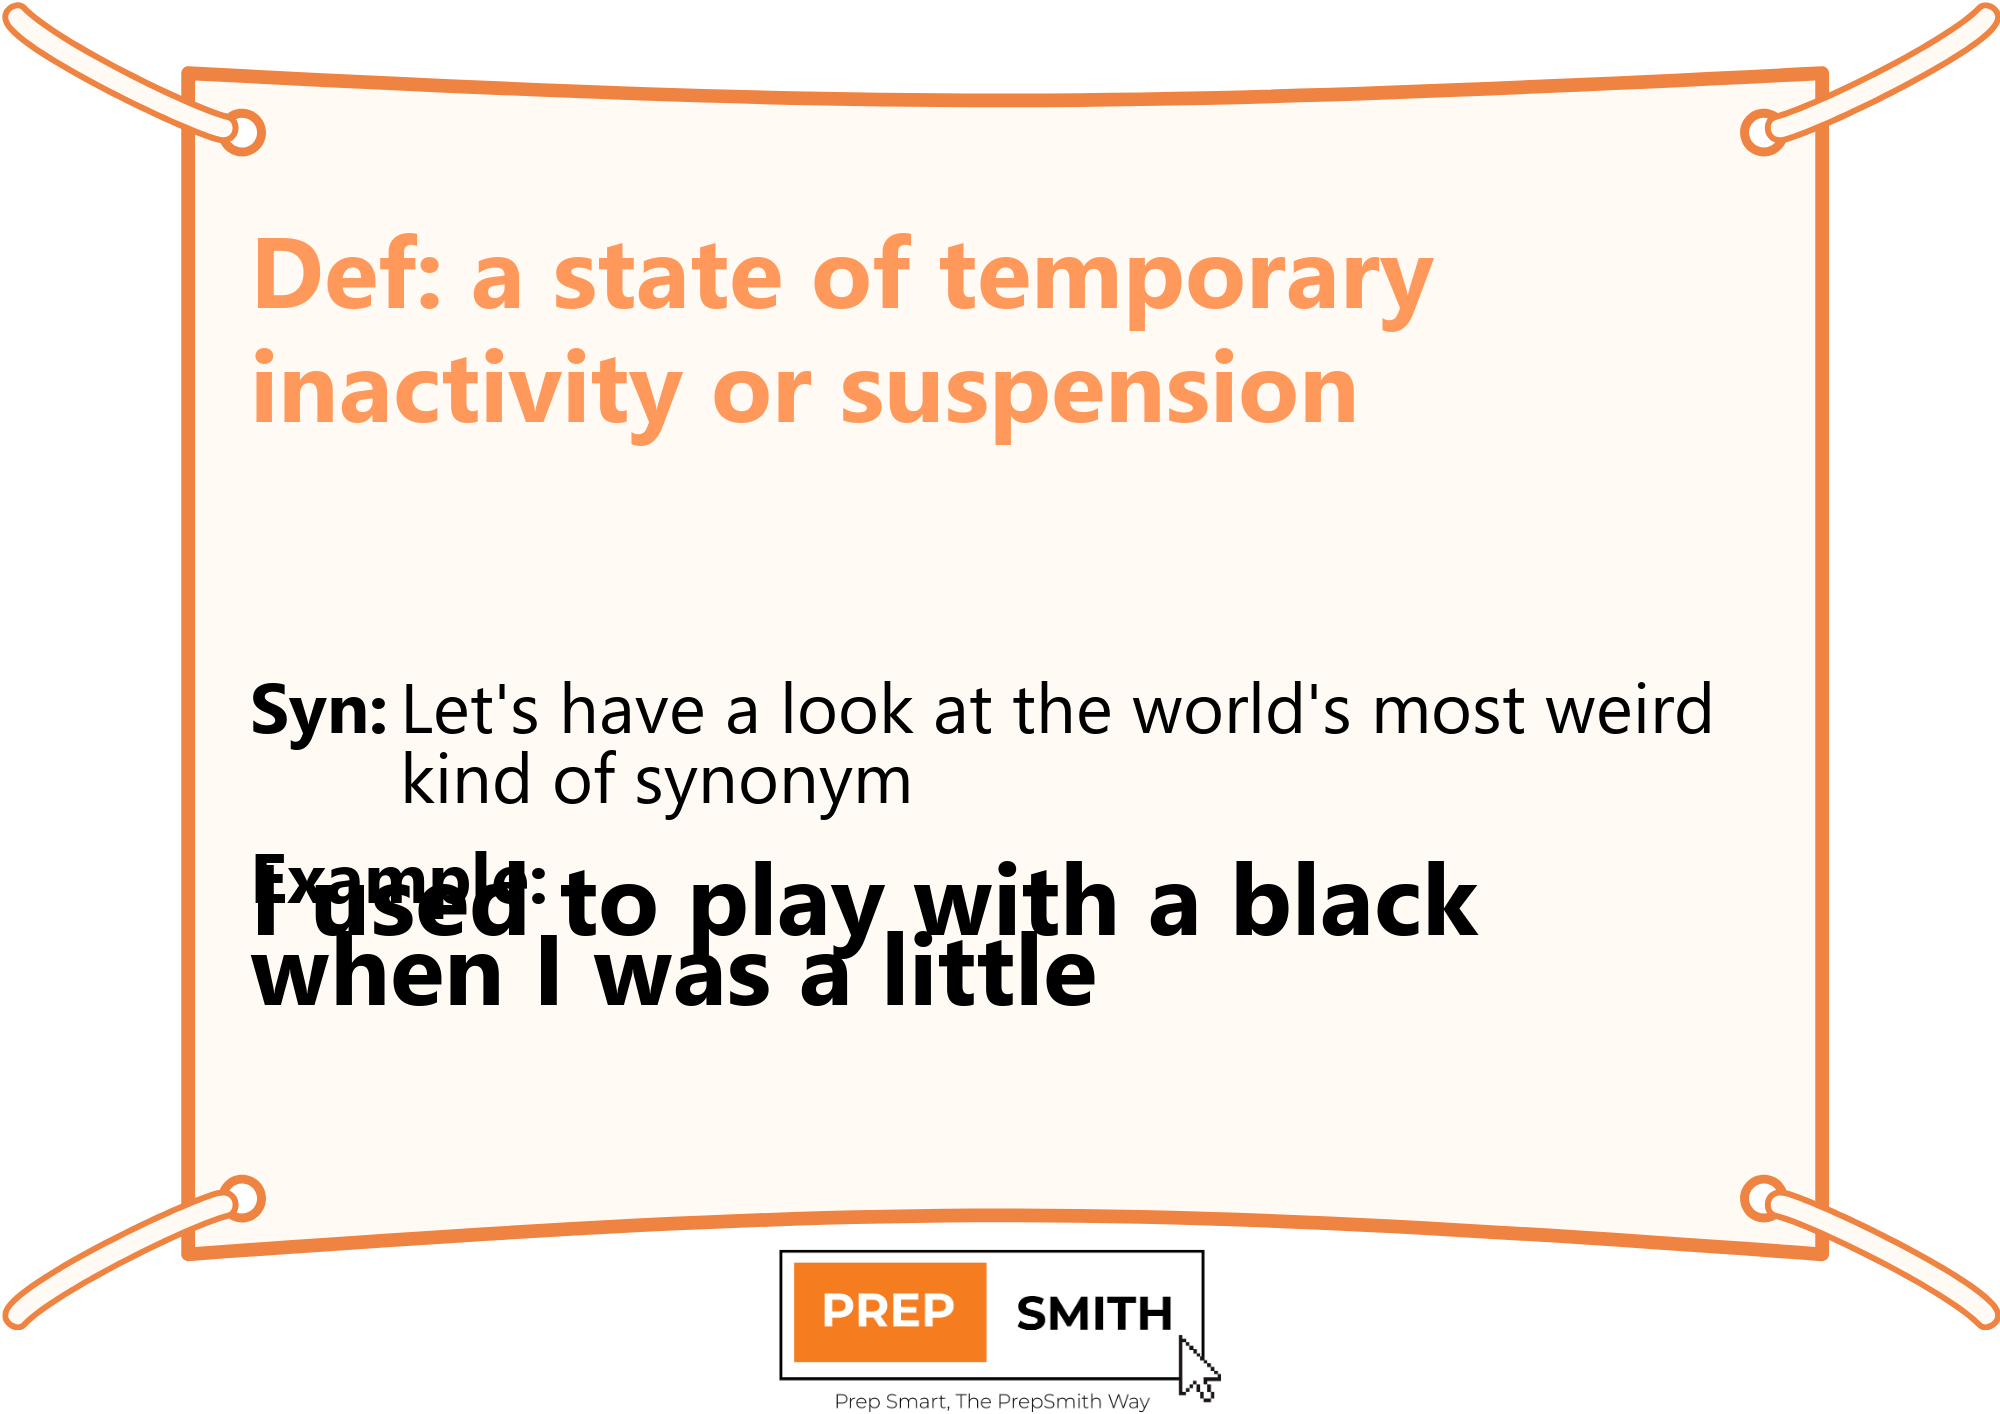 Def: a state of temporary
inactivity or suspension
Syn: Let's have a look at the world's most weird
kind of synonym
Example:
I used to play with a black
when I was a little
PREP SMITH
Prep Smart, The PrepSmith Way